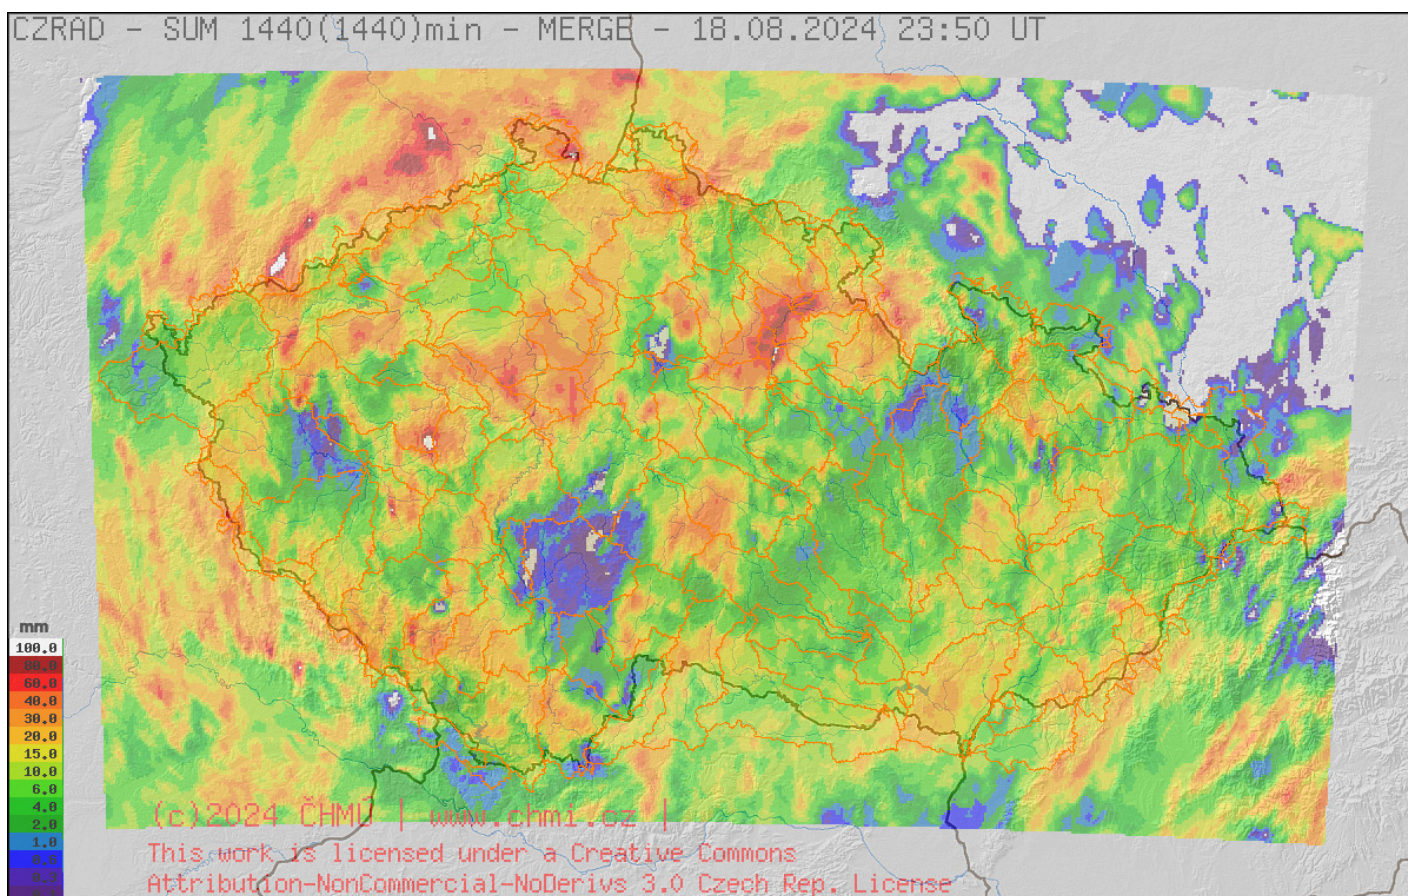 CZRAD - SUM 1440(1440)min - MERGE - 18.08.2024 23:50 UT
mm
100.0
80.0
60.0
40.0
30.0
20.0
15.0
10.0
6.0
4.0
2.0
1.0
(c)2024 ČHMÚ | www.chmi.cz |
This work is licensed under a Creative Commons
Attribution-NonCommercial-NoDerivs 3.0 Czech Rep. License